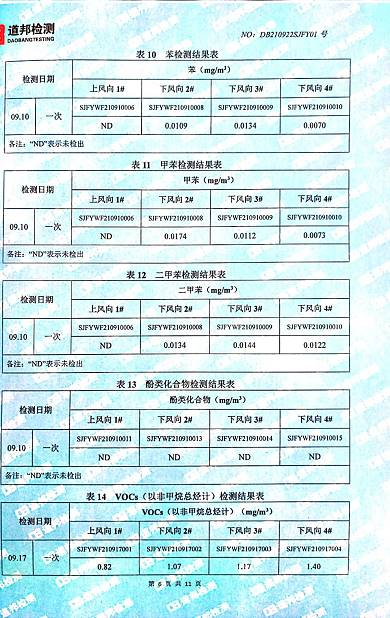 道邦检测
DAOBANGTESTING
NO: DB210922SJFY01 号
表 10 苯检测结果表
检测日期 苯（mg/m³）
上风向 1# 下风向 2# 下风向 3# 下风向 4#
09.10 一次 SJFYWF210910006 SJFYWF210910008 SJFYWF210910009 SJFYWF210910010
ND 0.0109 0.0134 0.0070
备注：“ND”表示未检出
表 11 甲苯检测结果表
检测日期 甲苯（mg/m³）
上风向 1# 下风向 2# 下风向 3# 下风向 4#
09.10 一次 SJFYWF210910006 SJFYWF210910008 SJFYWF210910009 SJFYWF210910010
ND 0.0174 0.0112 0.0073
备注：“ND”表示未检出
表 12 二甲苯检测结果表
检测日期 二甲苯（mg/m³）
上风向 1# 下风向 2# 下风向 3# 下风向 4#
09.10 一次 SJFYWF210910006 SJFYWF210910008 SJFYWF210910009 SJFYWF210910010
ND 0.0134 0.0144 0.0122
备注：“ND”表示未检出
表 13 酚类化合物检测结果表
检测日期 酚类化合物（mg/m³）
上风向 1# 下风向 2# 下风向 3# 下风向 4#
09.10 一次 SJFYWF210910011 SJFYWF210910013 SJFYWF210910014 SJFYWF210910015
ND ND ND ND
备注：“ND”表示未检出
表 14 VOCs（以非甲烷总烃计）检测结果表
检测日期 VOCs（以非甲烷总烃计）（mg/m³）
上风向 1# 下风向 2# 下风向 3# 下风向 4#
09.17 一次 SJFYWF210917001 SJFYWF210917002 SJFYWF210917003 SJFYWF210917004
0.82 1.07 1.17 1.40
第 6 页 共 11 页